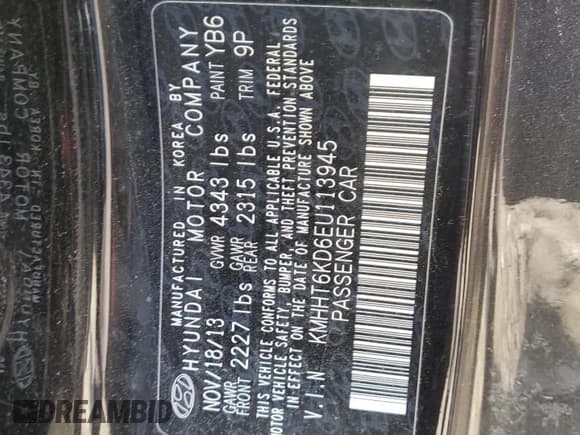 MANUFACTURED IN KOREA BY
HYUNDAI MOTOR COMPANY
NOV/18/13 GVWR 4343 lbs PAINT YB6
GAWR FRONT 2227 lbs GAWR REAR 2315 lbs TRIM 9P
THIS VEHICLE CONFORMS TO ALL APPLICABLE U.S.A. FEDERAL
MOTOR VEHICLE SAFETY, BUMPER, AND THEFT PREVENTION STANDARDS
IN-EFFECT ON THE DATE OF MANUFACTURE SHOWN ABOVE
V.I.N KMHHT6KD6EU113945
PASSENGER CAR
DREAMBID